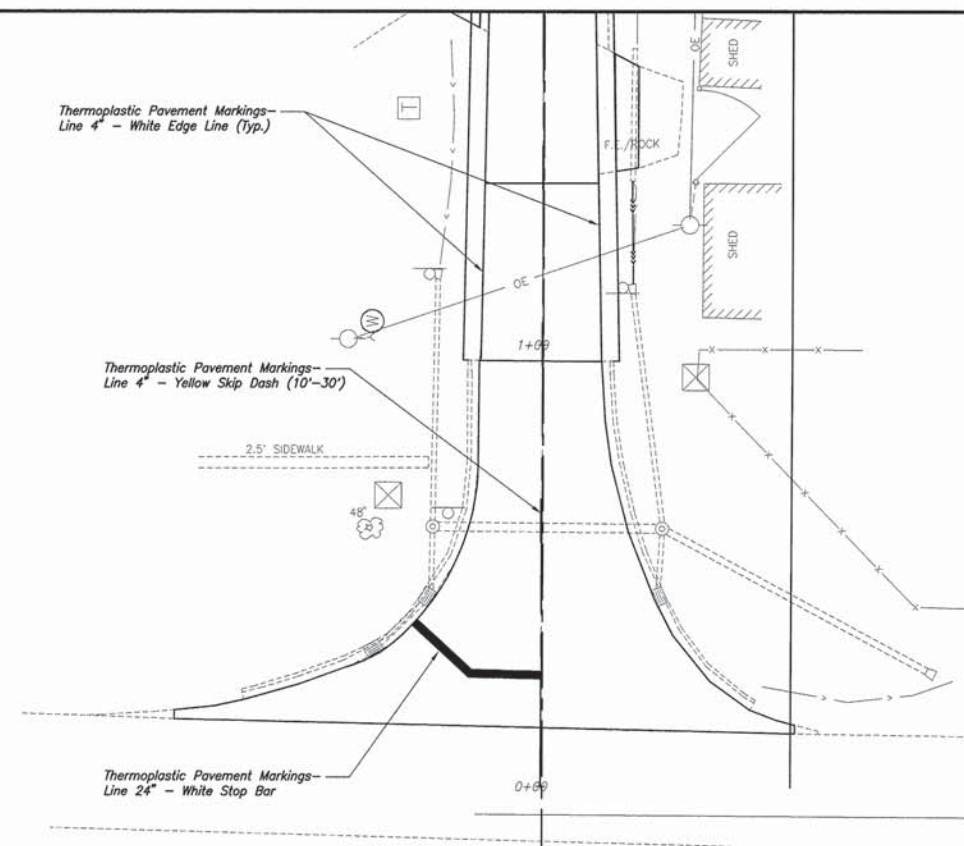 OE
SHED
T
Thermoplastic Pavement Markings-
Line 4" - White Edge Line (Typ.)
F.E./ROCK
SHED
OE
W
1+00
Thermoplastic Pavement Markings-
Line 4" - Yellow Skip Dash (10'-30')
2.5' SIDEWALK
48"
Thermoplastic Pavement Markings-
Line 24" - White Stop Bar
0+00